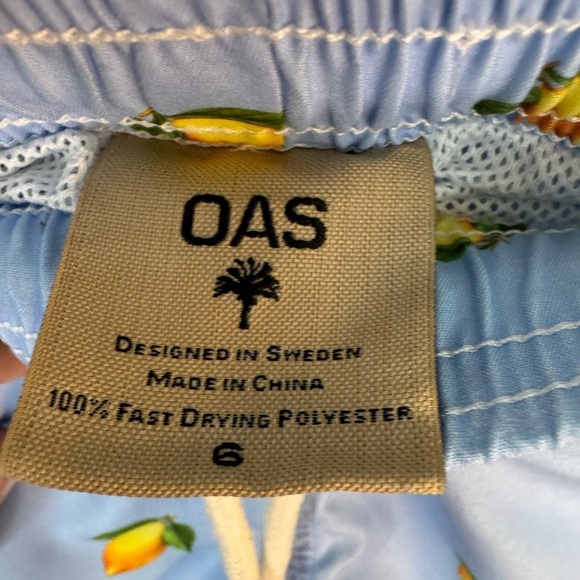 OAS
DESIGNED IN SWEDEN
MADE IN CHINA
100% FAST DRYING POLYESTER
6